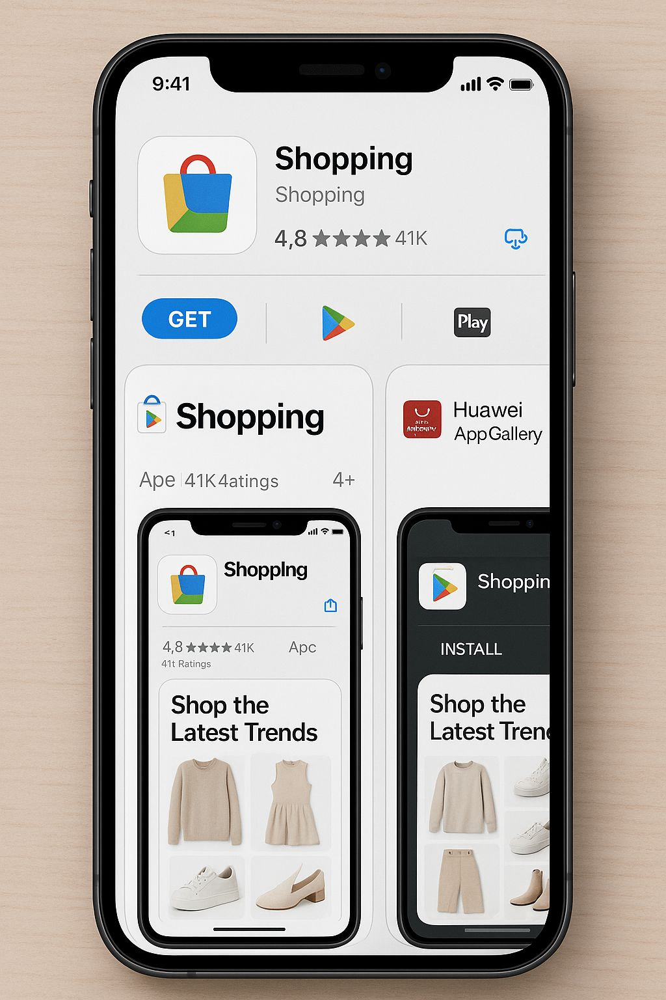 9:41
Shopping
Shopping
4,8 41K
GET
Play
Shopping
Ape 41K 4atings 4+
Huawei
AppGallery
<1
Shopping
4,8 41K Apc
41t Ratings
Shop the
Latest Trends
Shoppin
INSTALL
Shop the
Latest Tren